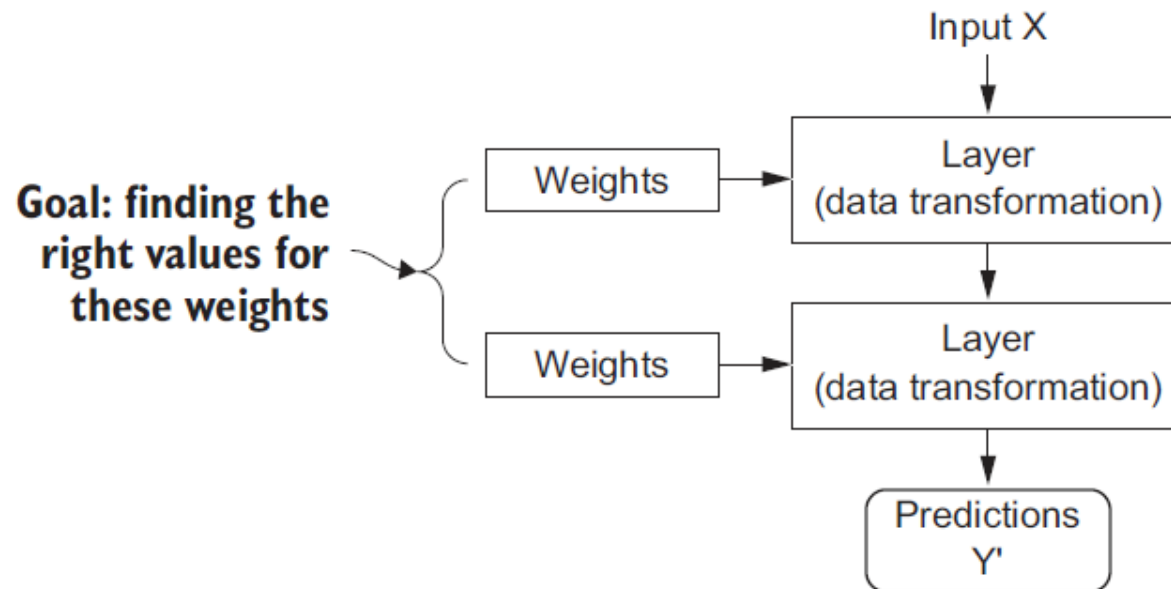 Input X
Layer
(data transformation)
Weights
Goal: finding the
right values for
these weights
Layer
(data transformation)
Weights
Predictions
Y'